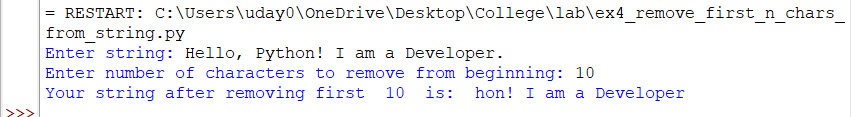 = RESTART: C:\Users\uday0\OneDrive\Desktop\College\lab\ex4_remove_first_n_chars_
from_string.py
Enter string: Hello, Python! I am a Developer.
Enter number of characters to remove from beginning: 10
Your string after removing first  10  is:  hon! I am a Developer
>>>